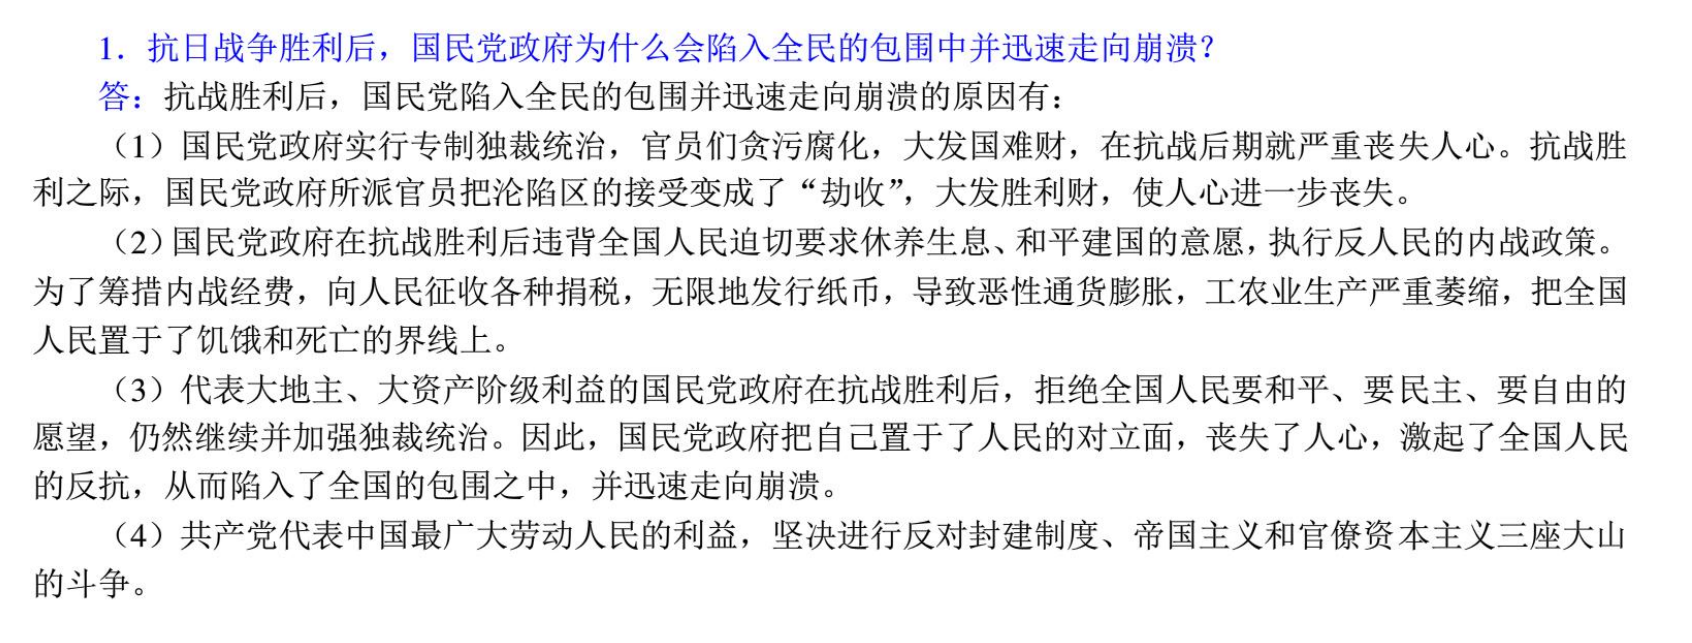 1．抗日战争胜利后，国民党政府为什么会陷入全民的包围中并迅速走向崩溃？
答：抗战胜利后，国民党陷入全民的包围并迅速走向崩溃的原因有：
（1）国民党政府实行专制独裁统治，官员们贪污腐化，大发国难财，在抗战后期就严重丧失人心。抗战胜
利之际，国民党政府所派官员把沦陷区的接受变成了“劫收”，大发胜利财，使人心进一步丧失。
（2）国民党政府在抗战胜利后违背全国人民迫切要求休养生息、和平建国的意愿，执行反人民的内战政策。
为了筹措内战经费，向人民征收各种捐税，无限地发行纸币，导致恶性通货膨胀，工农业生产严重萎缩，把全国
人民置于了饥饿和死亡的界线上。
（3）代表大地主、大资产阶级利益的国民党政府在抗战胜利后，拒绝全国人民要和平、要民主、要自由的
愿望，仍然继续并加强独裁统治。因此，国民党政府把自己置于了人民的对立面，丧失了人心，激起了全国人民
的反抗，从而陷入了全国的包围之中，并迅速走向崩溃。
（4）共产党代表中国最广大劳动人民的利益，坚决进行反对封建制度、帝国主义和官僚资本主义三座大山
的斗争。